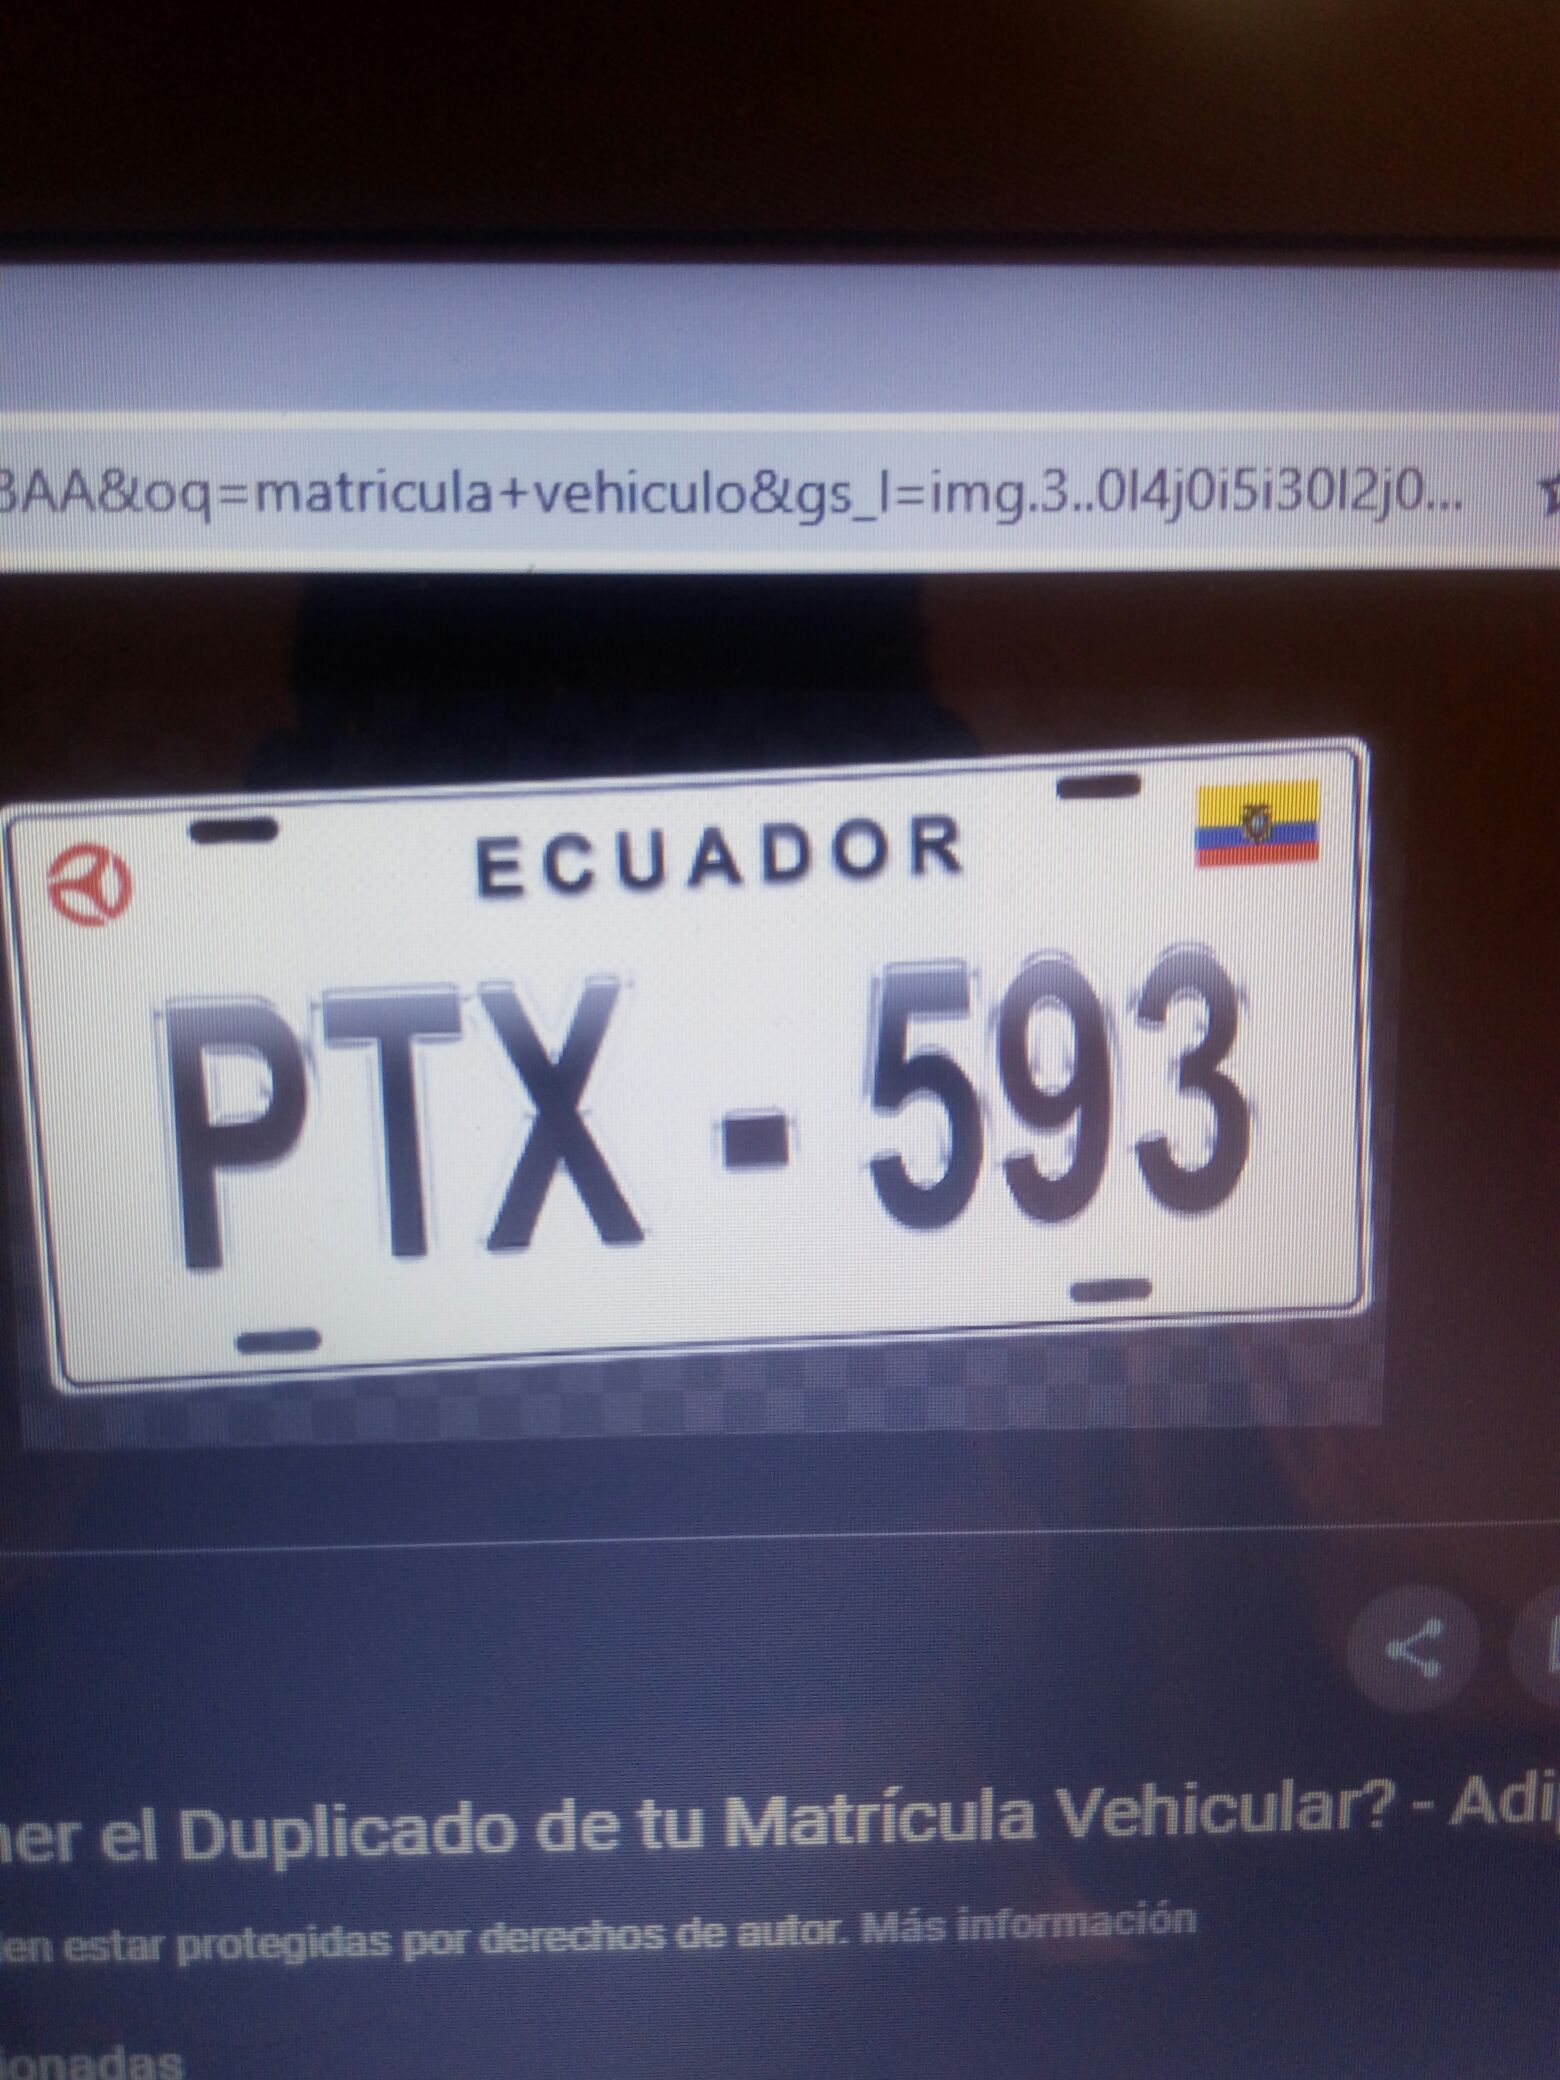 BAA&oq=matricula+vehiculo&gs_l=img.3..0l4j0i5i30l2j0...
ECUADOR
PTX - 593
ner el Duplicado de tu Matrícula Vehicular? - Adi
len estar protegidas por derechos de autor. Más información
ionadas